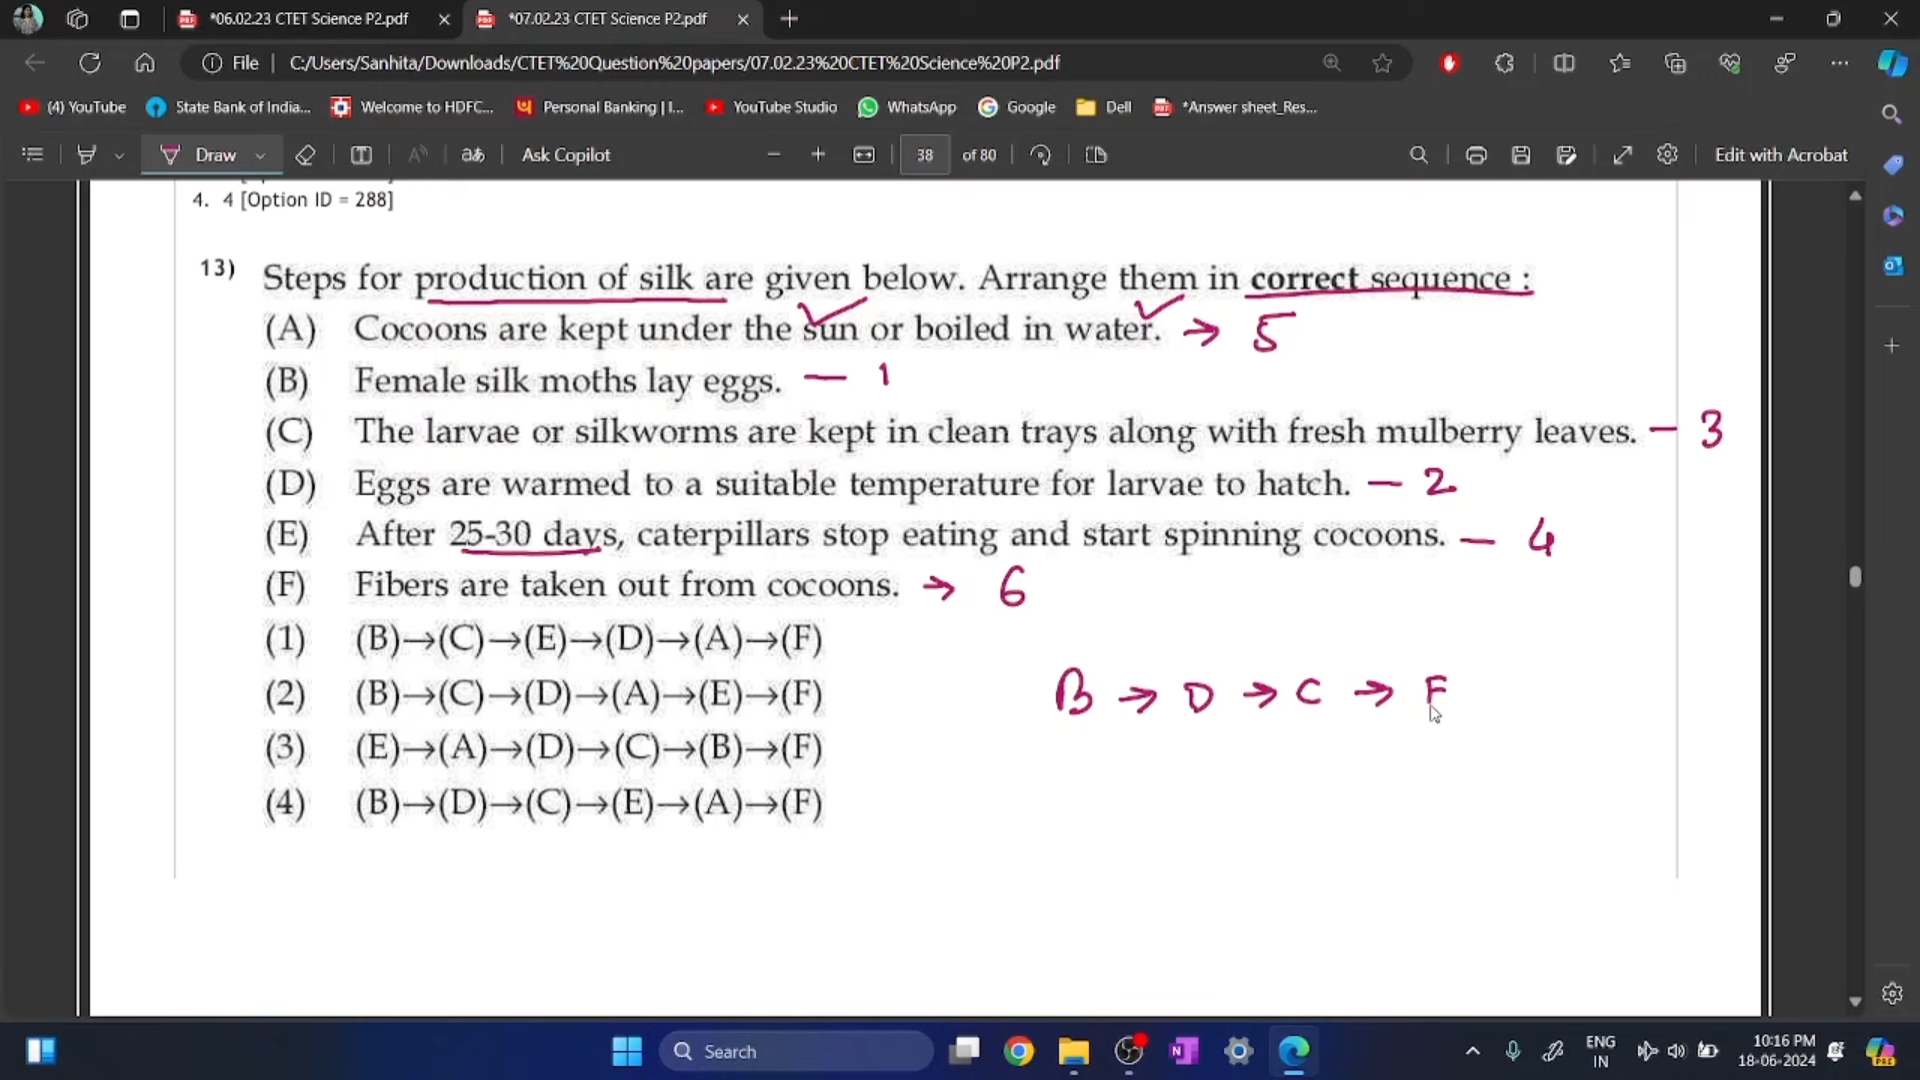 *06.02.23 CTET Science P2.pdf
*07.02.23 CTET Science P2.pdf
File C:/Users/Sanhita/Downloads/CTET%20Question%20papers/07.02.23%20CTET%20Science%20P2.pdf
(4) YouTube State Bank of India... Welcome to HDFC... Personal Banking | I... YouTube Studio WhatsApp Google Dell *Answer sheet_Res...
Draw Ask Copilot 38 of 80 Edit with Acrobat
4. 4 [Option ID = 288]
13) Steps for production of silk are given below. Arrange them in correct sequence :
(A) Cocoons are kept under the sun or boiled in water. → 5
(B) Female silk moths lay eggs. — 1
(C) The larvae or silkworms are kept in clean trays along with fresh mulberry leaves. — 3
(D) Eggs are warmed to a suitable temperature for larvae to hatch. — 2
(E) After 25-30 days, caterpillars stop eating and start spinning cocoons. — 4
(F) Fibers are taken out from cocoons. → 6
(1) (B)→(C)→(E)→(D)→(A)→(F)
(2) (B)→(C)→(D)→(A)→(E)→(F)
B → D → C → F
(3) (E)→(A)→(D)→(C)→(B)→(F)
(4) (B)→(D)→(C)→(E)→(A)→(F)
Search
ENG
IN
10:16 PM
18-06-2024